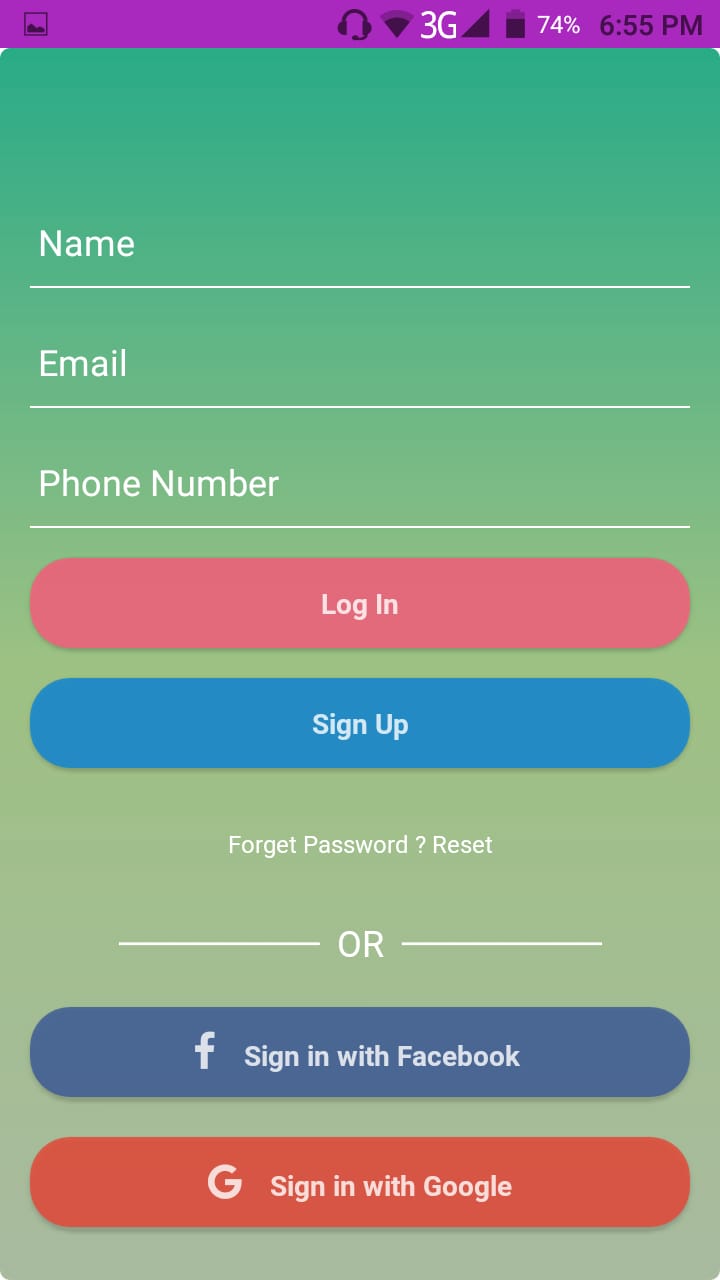 3G 74% 6:55 PM
Name
Email
Phone Number
Log In
Sign Up
Forget Password ? Reset
OR
Sign in with Facebook
Sign in with Google